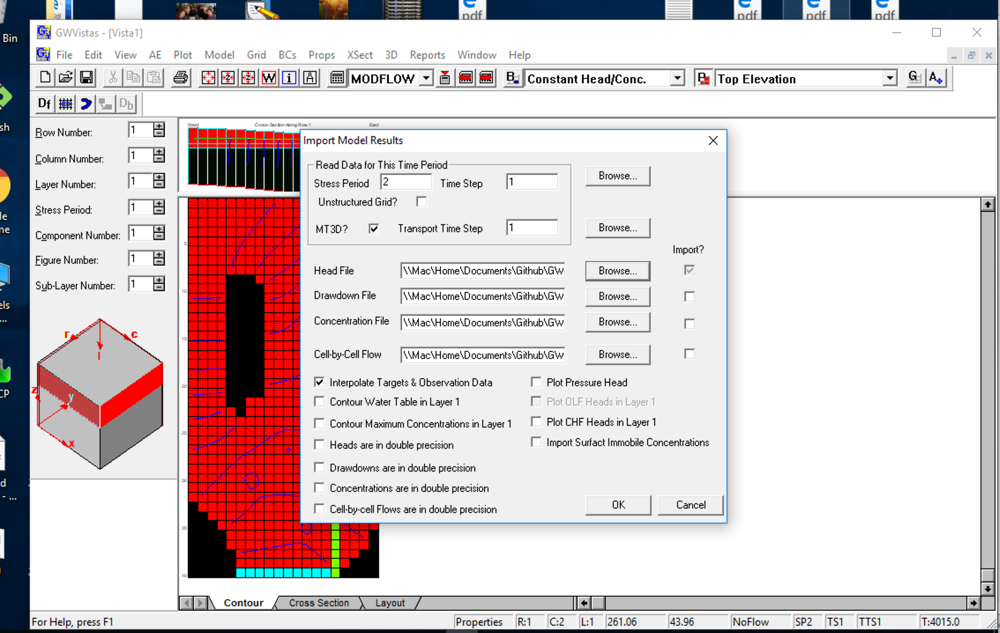 pdf
pdf
pdf
pdf
pdf
Bin
GWVistas - [Vista1]
File Edit View AE Plot Model Grid BCs Props XSect 3D Reports Window Help
MODFLOW
Constant Head/Conc.
Top Elevation
Df
Db
Row Number: 1
Column Number: 1
Layer Number: 1
Stress Period: 1
Component Number: 1
Figure Number: 1
Sub-Layer Number: 1
r
c
l
z
y
x
West Cross-Section Along Row 1 East
5
10
15
20
25
30
35
40
Import Model Results
Read Data for This Time Period
Stress Period 2 Time Step 1 Browse...
Unstructured Grid?
MT3D? Transport Time Step 1 Browse...
Import?
Head File \\Mac\Home\Documents\Github\GW Browse...
Drawdown File \\Mac\Home\Documents\Github\GW Browse...
Concentration File \\Mac\Home\Documents\Github\GW Browse...
Cell-by-Cell Flow \\Mac\Home\Documents\Github\GW Browse...
Interpolate Targets & Observation Data Plot Pressure Head
Contour Water Table in Layer 1 Plot OLF Heads in Layer 1
Contour Maximum Concentrations in Layer 1 Plot CHF Heads in Layer 1
Heads are in double precision Import Surfact Immobile Concentrations
Drawdowns are in double precision
Concentrations are in double precision
Cell-by-cell Flows are in double precision
OK Cancel
Contour Cross Section Layout
For Help, press F1 Properties R:1 C:2 L:1 261.06 43.96 NoFlow SP2 TS1 TTS1 T:4015.0